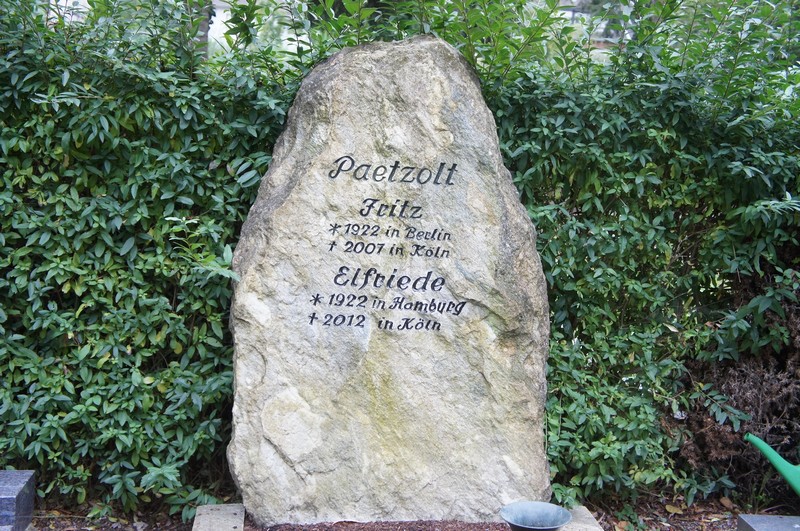 Paetzolt
Fritz
* 1922 in Berlin
† 2007 in Köln
Elfriede
* 1922 in Hamburg
† 2012 in Köln